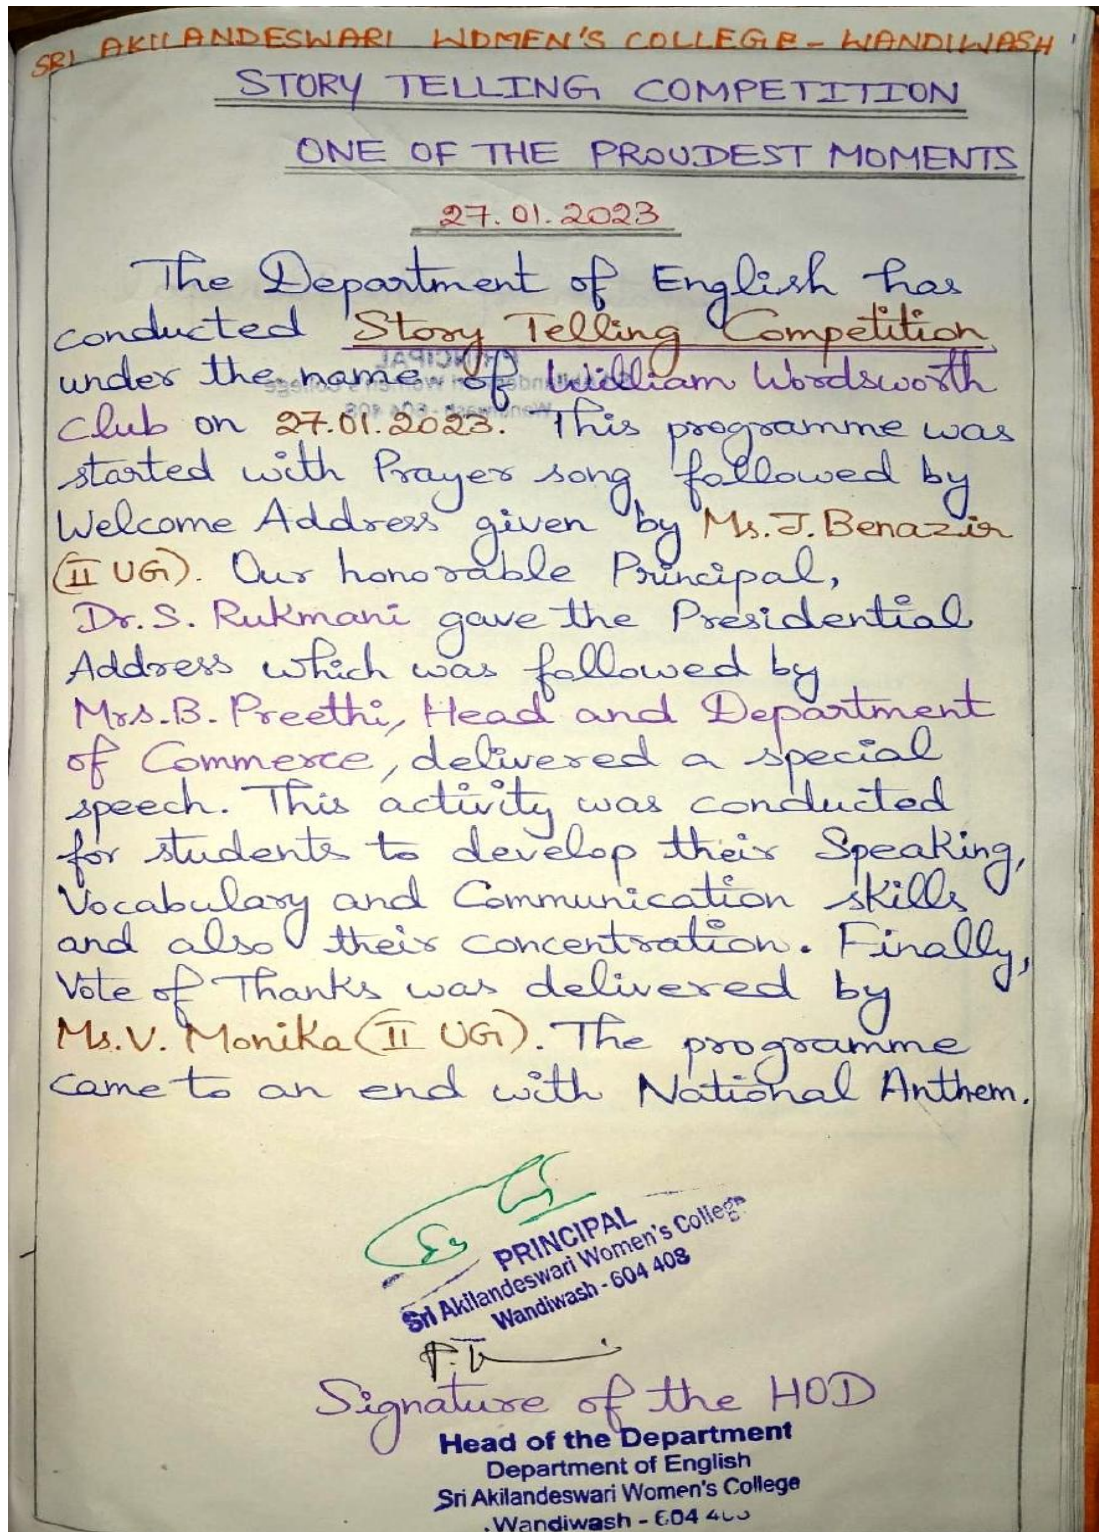 SRI AKILANDESWARI WOMEN'S COLLEGE - WANDIWASH
STORY TELLING COMPETITION
ONE OF THE PROUDEST MOMENTS
27.01.2023
The Department of English has
conducted Story Telling Competition
under the name of William Wordsworth
Club on 27.01.2023. This programme was
started with Prayer song followed by
Welcome Address given by Ms.J.Benazir
(II UG). Our honorable Principal,
Dr.S. Rukmani gave the Presidential
Address which was followed by
Mrs.B.Preethi, Head and Department
of Commerce, delivered a special
speech. This activity was conducted
for students to develop their Speaking,
Vocabulary and Communication skills
and also their concentration. Finally,
Vote of Thanks was delivered by
Ms.V. Monika (II UG). The programme
came to an end with National Anthem.
PRINCIPAL
Sri Akilandeswari Women's College
Wandiwash - 604 408
Signature of the HOD
Head of the Department
Department of English
Sri Akilandeswari Women's College
Wandiwash - 604